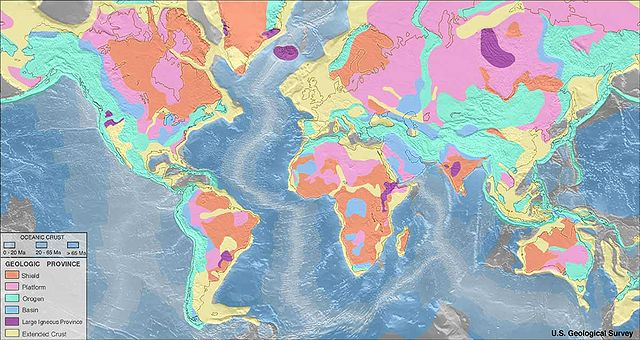 OCEANIC CRUST
0 - 20 Ma 20 - 65 Ma > 65 Ma
GEOLOGIC PROVINCE
Shield
Platform
Orogen
Basin
Large Igneous Province
Extended Crust
U.S. Geological Survey